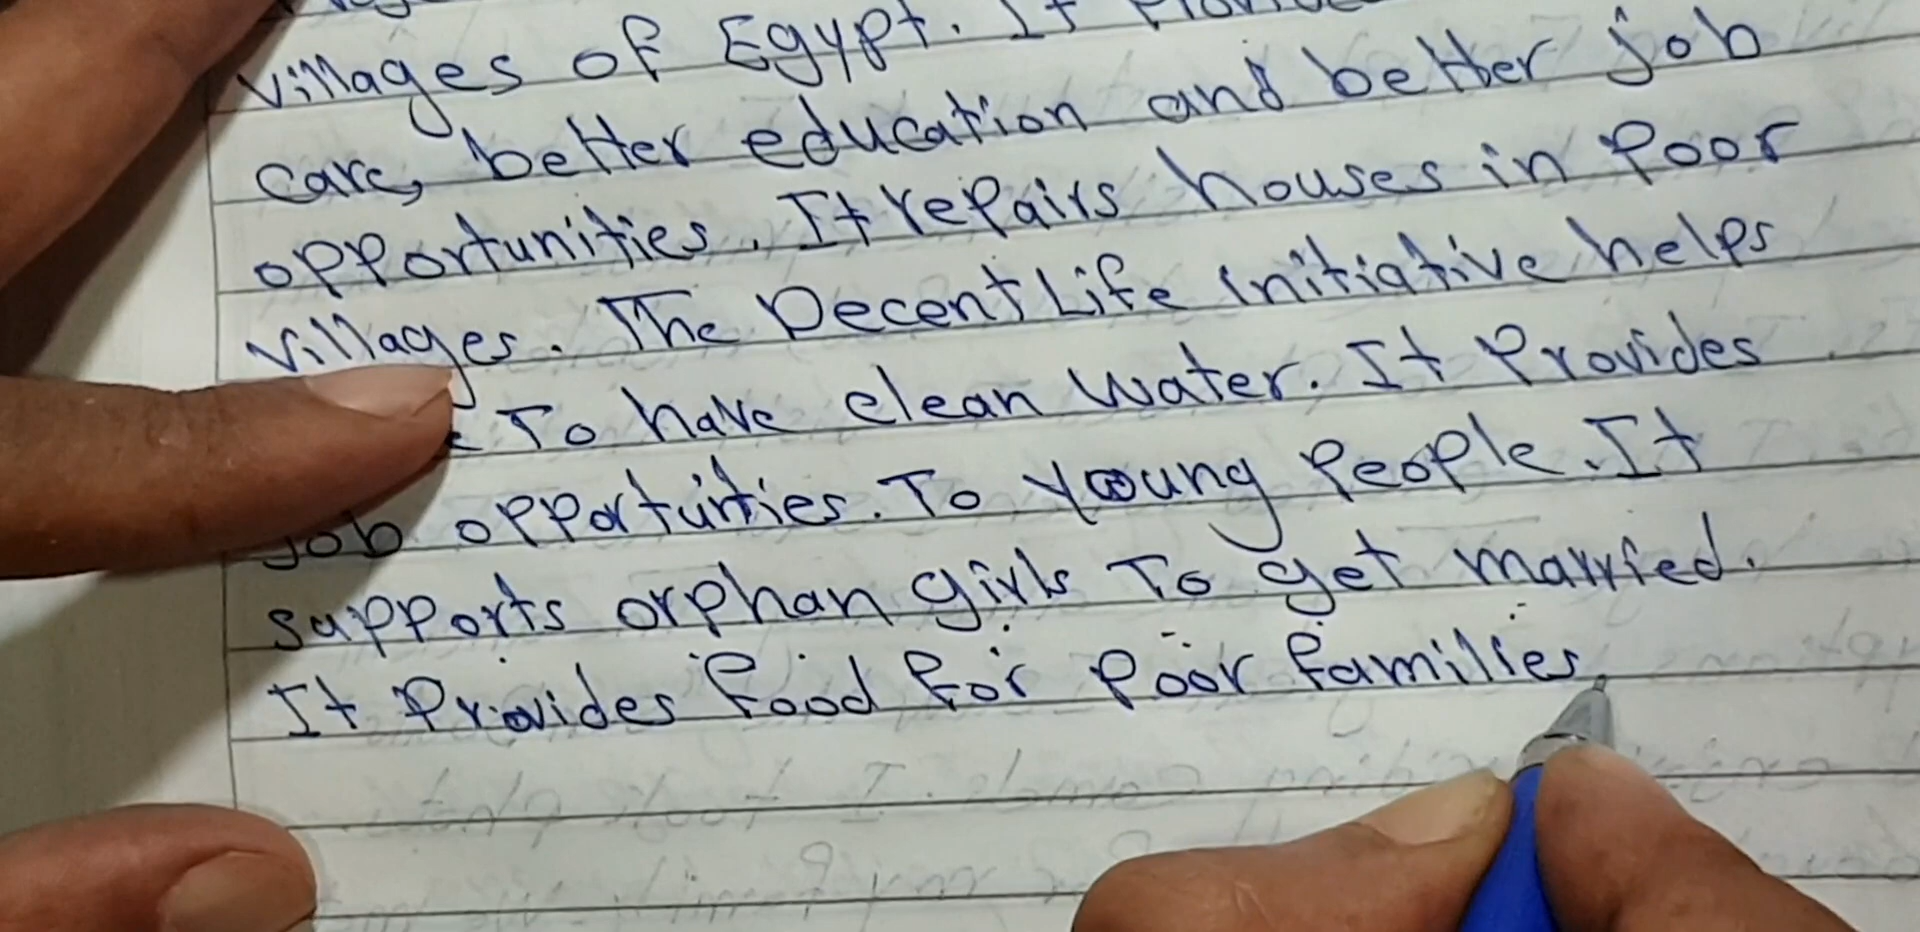 villages of Egypt. It
care, better education and better job
opportunities. It repairs houses in poor
villages. The Decent Life initiative helps
To have clean water. It provides
job opportuities. To young people. It
supports orphan girls To get married.
It provides food for poor families